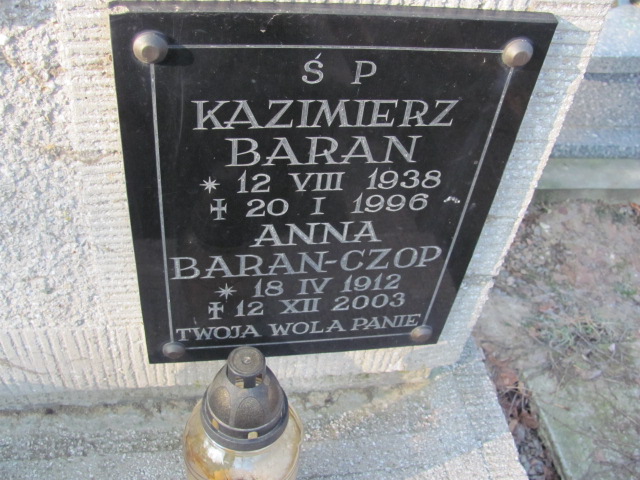 Ś P
KAZIMIERZ
BARAN
* 12 VIII 1938
✠ 20 I 1996
ANNA
BARAN-CZOP
* 18 IV 1912
✠ 12 XII 2003
TWOJA WOLA PANIE